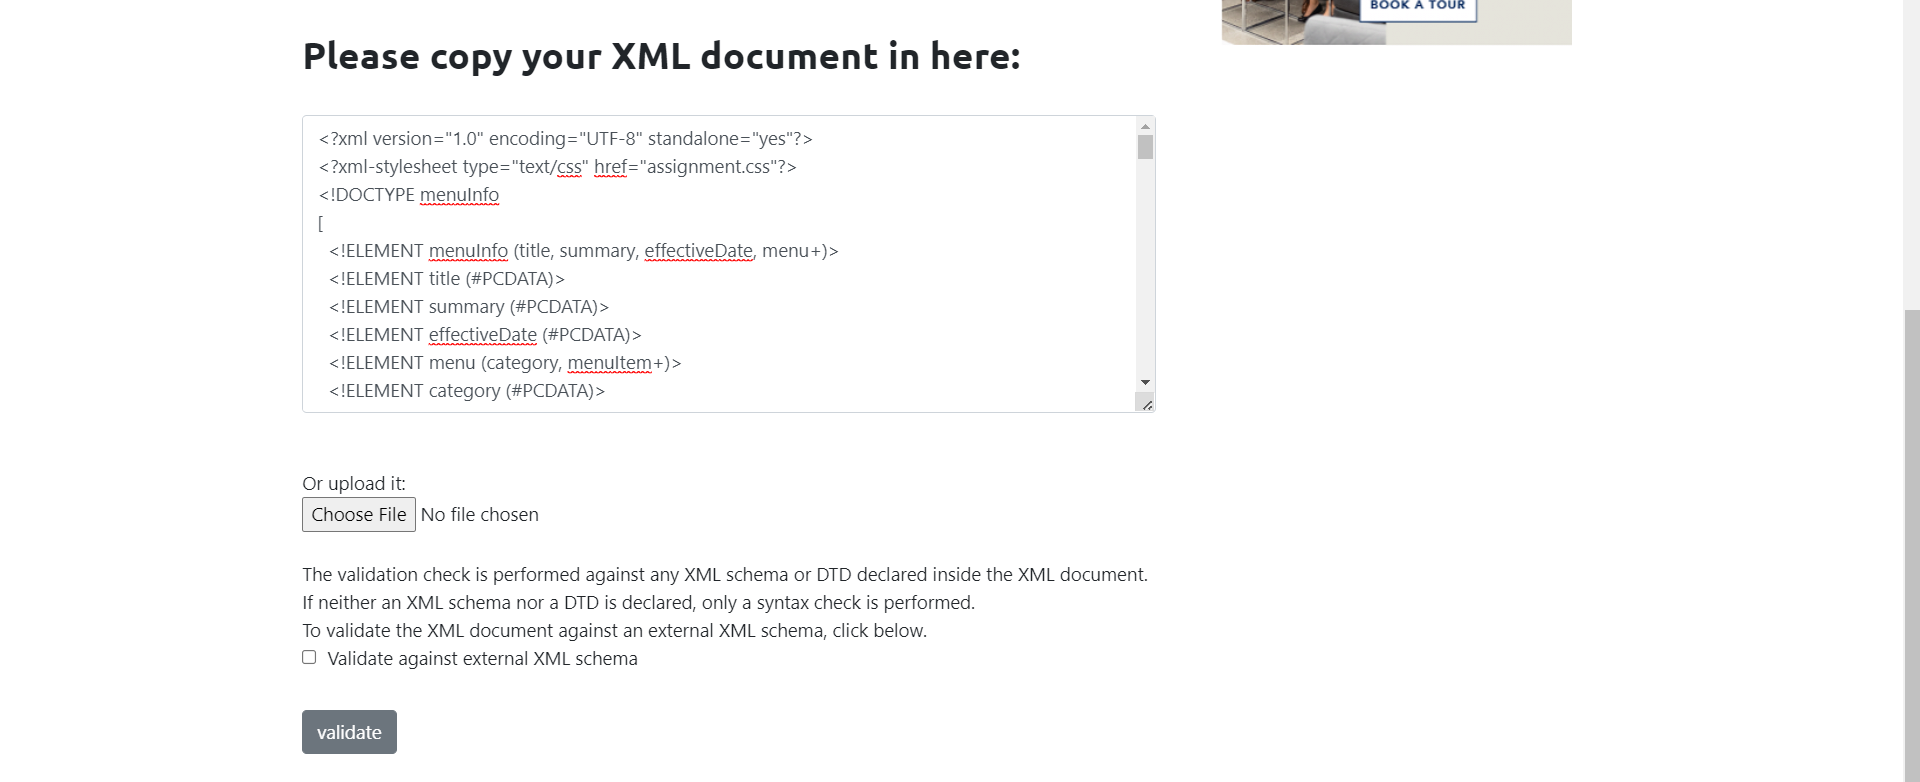 BOOK A TOUR
Please copy your XML document in here:
<?xml version="1.0" encoding="UTF-8" standalone="yes"?>
<?xml-stylesheet type="text/css" href="assignment.css"?>
<!DOCTYPE menuInfo
[
<!ELEMENT menuInfo (title, summary, effectiveDate, menu+)>
<!ELEMENT title (#PCDATA)>
<!ELEMENT summary (#PCDATA)>
<!ELEMENT effectiveDate (#PCDATA)>
<!ELEMENT menu (category, menuItem+)>
<!ELEMENT category (#PCDATA)>
Or upload it:
Choose File No file chosen
The validation check is performed against any XML schema or DTD declared inside the XML document.
If neither an XML schema nor a DTD is declared, only a syntax check is performed.
To validate the XML document against an external XML schema, click below.
Validate against external XML schema
validate